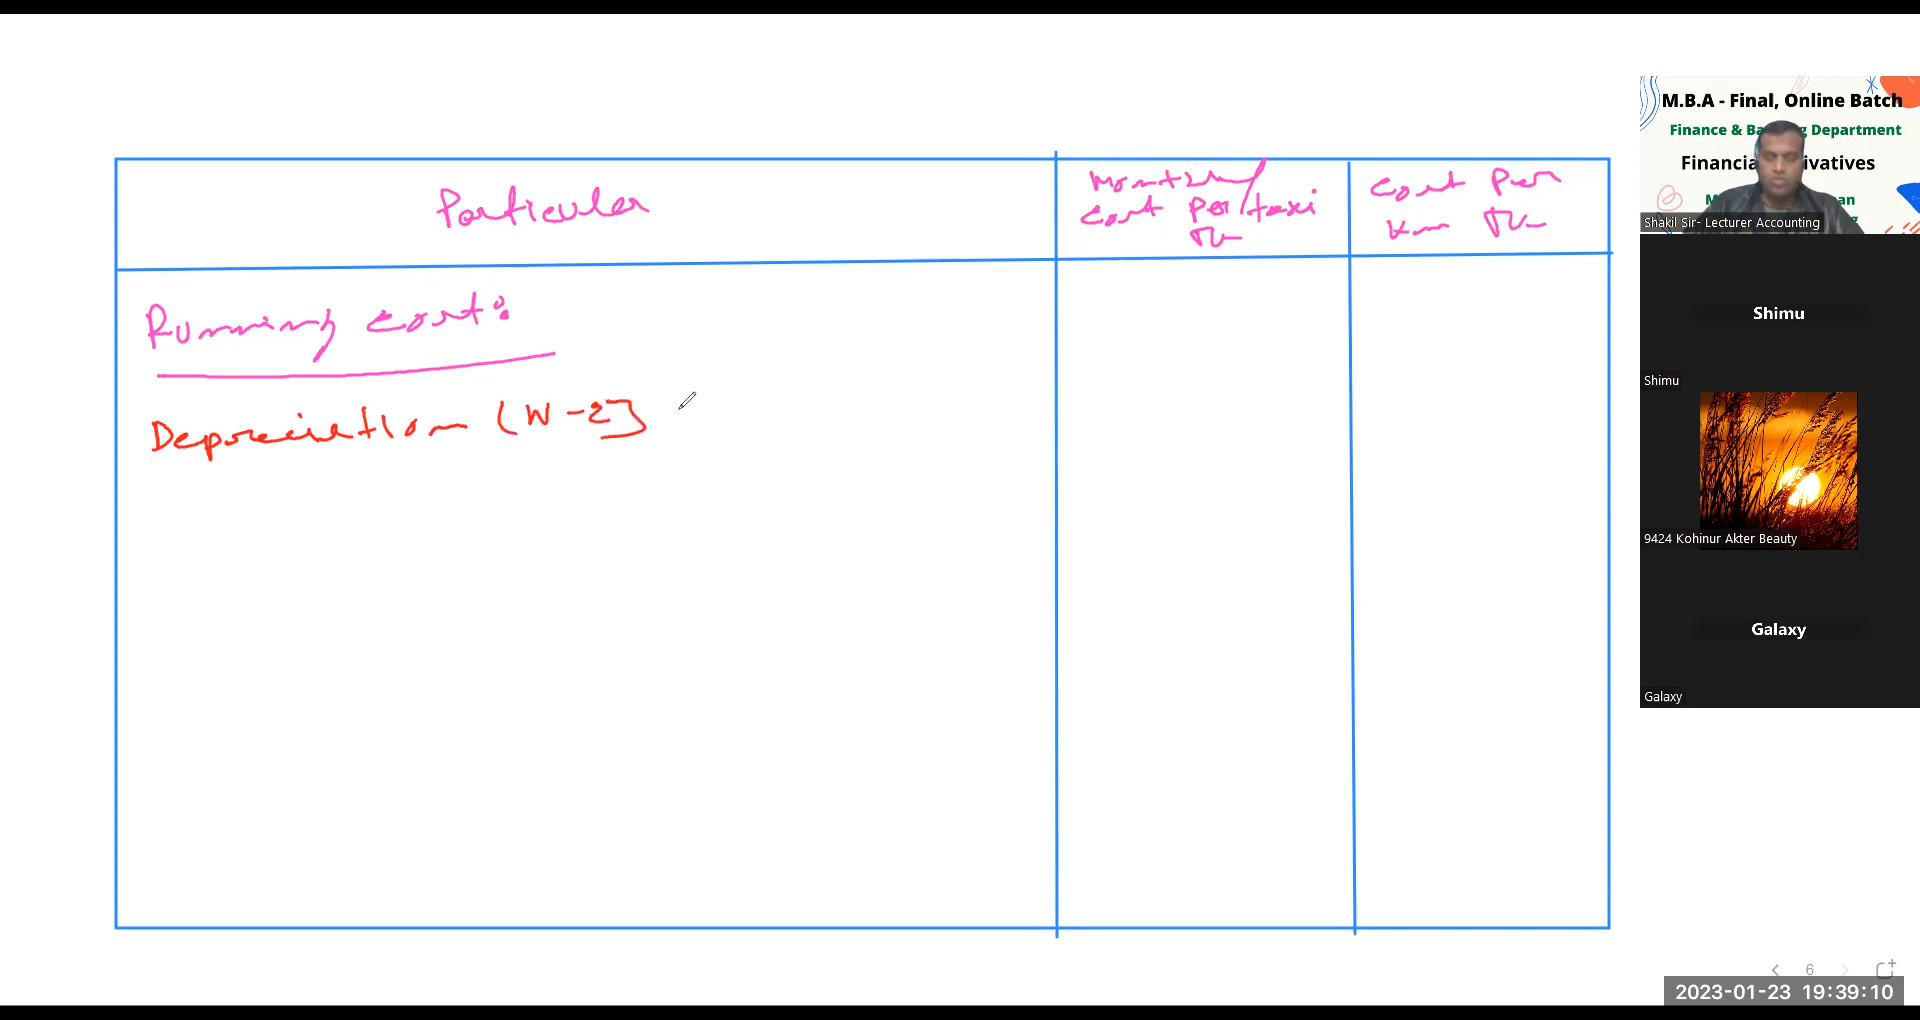 Particular
Monthly
Cost per/taxi
Tk
Cost Per
Km Tk
Running cost:
Depreciation (W-2]
M.B.A - Final, Online Batch
Finance & Ba g Department
Financia ivatives
M an
Shakil Sir- Lecturer Accounting
Shimu
Shimu
9424 Kohinur Akter Beauty
Galaxy
Galaxy
6
2023-01-23 19:39:10